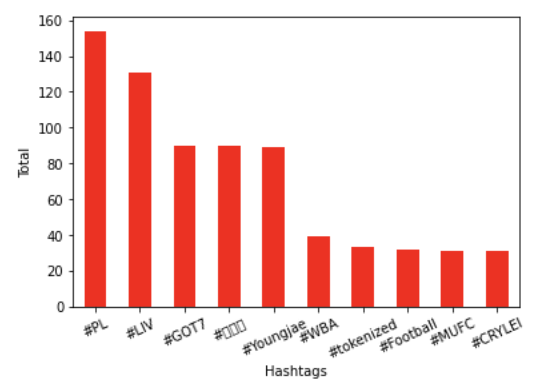 160
140
120
100
80
60
40
20
0
Total
#PL
#LIV
#GOT7
#□□□
#Youngjae
#WBA
#tokenized
#Football
#MUFC
#CRYLEI
Hashtags